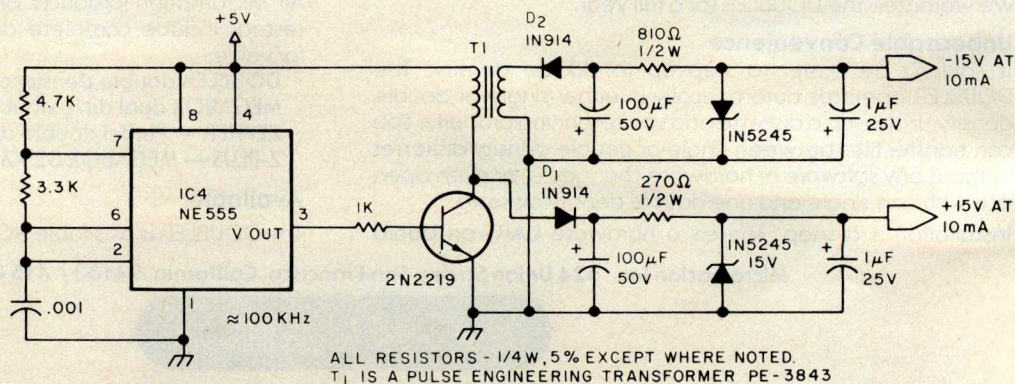 +5V
4.7K
3.3K
.001
7
6
2
8
4
3
1
IC4
NE555
V OUT
≈100KHz
1K
2N2219
T1
D2
IN914
810Ω
1/2W
-15V AT
10mA
+
100μF
50V
IN5245
+
1μF
25V
D1
IN914
270Ω
1/2W
+15V AT
10mA
+
100μF
50V
IN5245
15V
+
1μF
25V
ALL RESISTORS - 1/4W, 5% EXCEPT WHERE NOTED.
T1 IS A PULSE ENGINEERING TRANSFORMER PE-3843